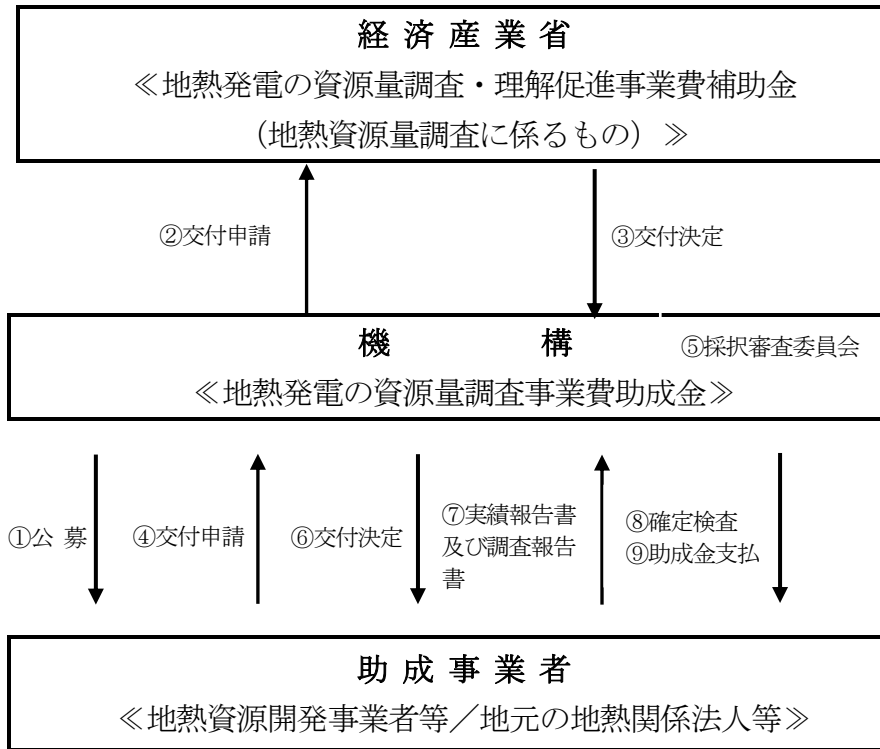 経 済 産 業 省
≪地熱発電の資源量調査・理解促進事業費補助金
（地熱資源量調査に係るもの）≫
②交付申請
③交付決定
機 構
⑤採択審査委員会
≪地熱発電の資源量調査事業費助成金≫
①公 募
④交付申請
⑥交付決定
⑦実績報告書
及び調査報告
書
⑧確定検査
⑨助成金支払
助 成 事 業 者
≪地熱資源開発事業者等／地元の地熱関係法人等≫